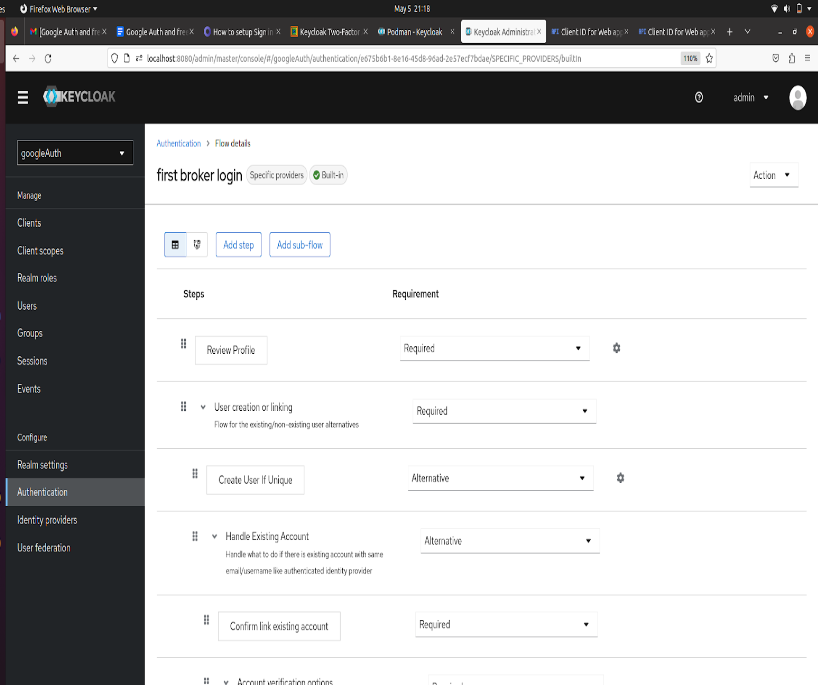 Firefox Web Browser
May 5 21:18
Google Auth and fre
Google Auth and free
How to setup Sign in
Keycloak Two-Factor
Podman - Keycloak
Keycloak Administrat
Client ID for Web app
Client ID for Web app
localhost:8080/admin/master/console/#/googleAuth/authentication/e675b6b1-8e16-45d8-96ad-2e57ecf7bdae/SPECIFIC_PROVIDERS/builtIn
110%
KEYCLOAK
admin
googleAuth
Manage
Clients
Client scopes
Realm roles
Users
Groups
Sessions
Events
Configure
Realm settings
Authentication
Identity providers
User federation
Authentication > Flow details
first broker login Specific providers Built-in
Action
Add step Add sub-flow
Steps Requirement
Review Profile Required
User creation or linking Required
Flow for the existing/non-existing user alternatives
Create User If Unique Alternative
Handle Existing Account Alternative
Handle what to do if there is existing account with same
email/username like authenticated identity provider
Confirm link existing account Required
Account verification options